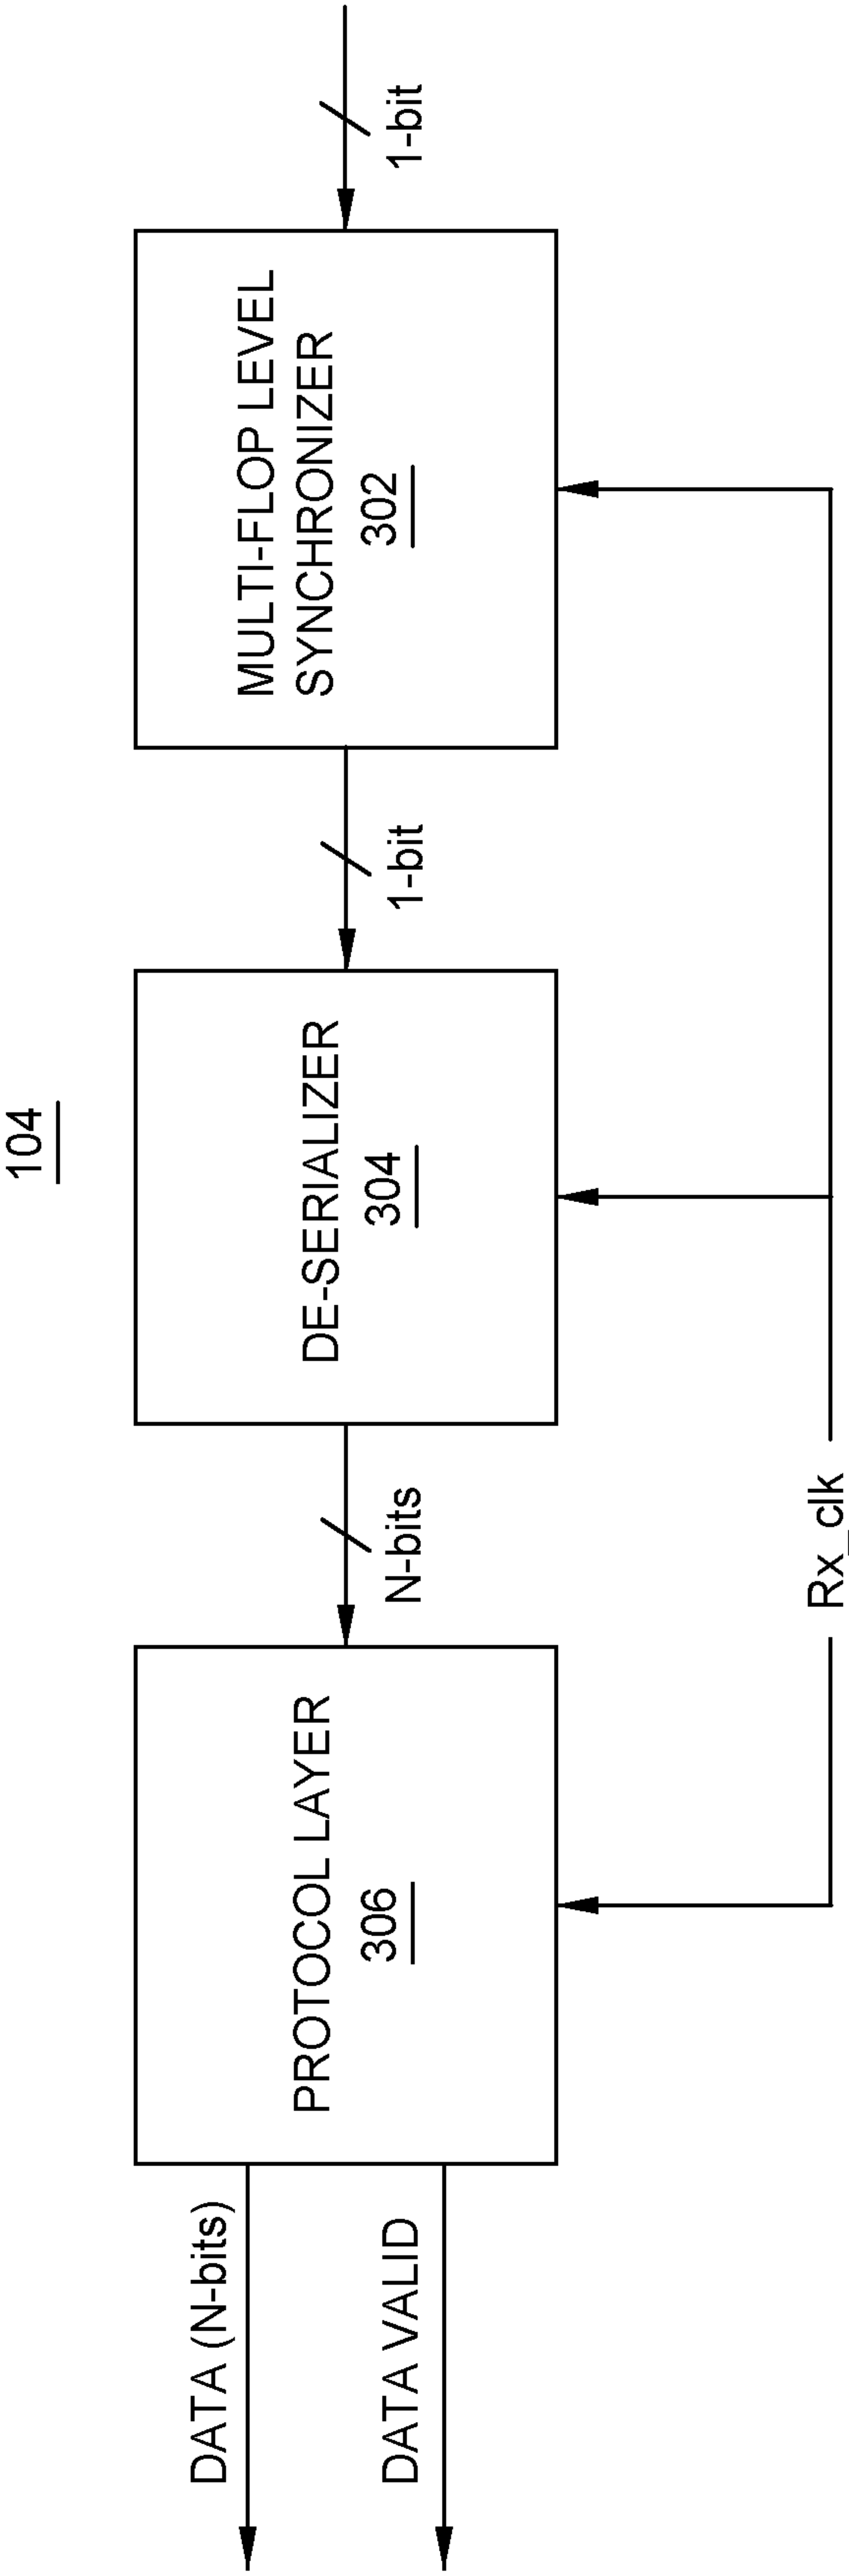 104
DATA (N-bits)
DATA VALID
PROTOCOL LAYER
306
N-bits
DE-SERIALIZER
304
1-bit
MULTI-FLOP LEVEL
SYNCHRONIZER
302
1-bit
Rx_clk